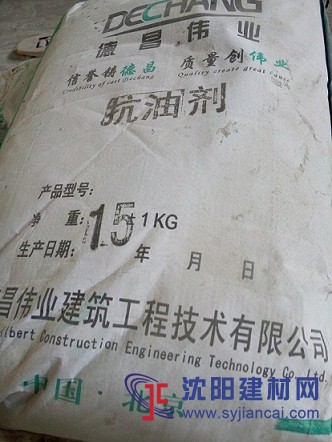 DECHANG
德昌伟业
信誉铸德昌 质量创伟业
Credibility of cast Dechang Quality create great cause
抗油剂
产品型号:
净 重: 15±1KG
生产日期: 年 月 日
昌伟业建筑工程技术有限公司
lbert Construction Engineering Technology Co.
中国·北京
沈阳建材网
www.syjiancai.com